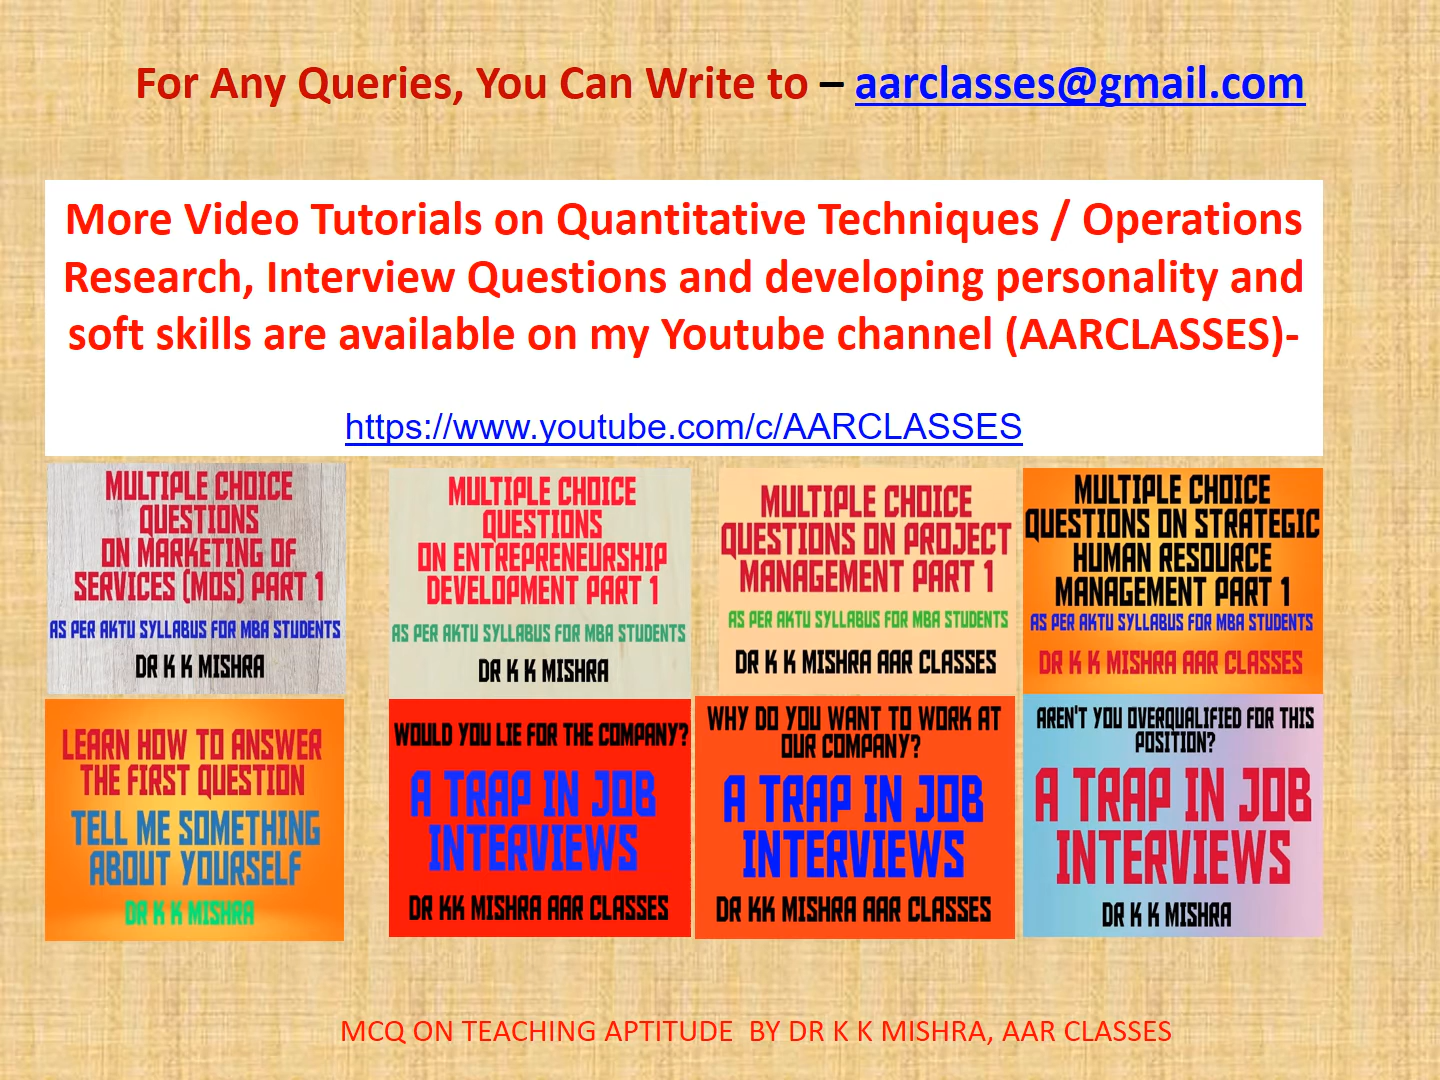 For Any Queries, You Can Write to – aarclasses@gmail.com
More Video Tutorials on Quantitative Techniques / Operations
Research, Interview Questions and developing personality and
soft skills are available on my Youtube channel (AARCLASSES)-
https://www.youtube.com/c/AARCLASSES
MULTIPLE CHOICE
QUESTIONS
ON MARKETING OF
SERVICES (MOS) PART 1
AS PER AKTU SYLLABUS FOR MBA STUDENTS
DR K K MISHRA
MULTIPLE CHOICE
QUESTIONS
ON ENTREPRENEURSHIP
DEVELOPMENT PART 1
AS PER AKTU SYLLABUS FOR MBA STUDENTS
DR K K MISHRA
MULTIPLE CHOICE
QUESTIONS ON PROJECT
MANAGEMENT PART 1
AS PER AKTU SYLLABUS FOR MBA STUDENTS
DR K K MISHRA AAR CLASSES
MULTIPLE CHOICE
QUESTIONS ON STRATEGIC
HUMAN RESOURCE
MANAGEMENT PART 1
AS PER AKTU SYLLABUS FOR MBA STUDENTS
DR K K MISHRA AAR CLASSES
LEARN HOW TO ANSWER
THE FIRST QUESTION
TELL ME SOMETHING
ABOUT YOURSELF
DR K K MISHRA
WOULD YOU LIE FOR THE COMPANY?
A TRAP IN JOB
INTERVIEWS
DR KK MISHRA AAR CLASSES
WHY DO YOU WANT TO WORK AT
OUR COMPANY?
A TRAP IN JOB
INTERVIEWS
DR KK MISHRA AAR CLASSES
AREN'T YOU OVERQUALIFIED FOR THIS
POSITION?
A TRAP IN JOB
INTERVIEWS
DR K K MISHRA
MCQ ON TEACHING APTITUDE  BY DR K K MISHRA, AAR CLASSES